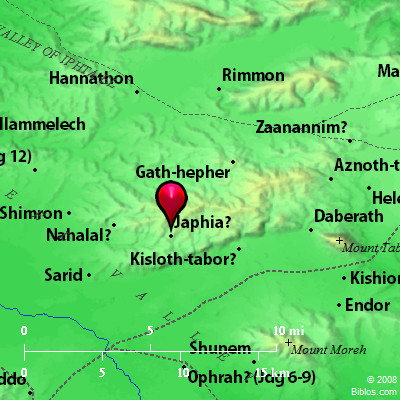 VALLEY OF IPHTAH
Hannathon
Rimmon
Ma
llammelech
Zaanannim?
g 12)
Gath-hepher
Aznoth-t
Hel
Shimron
Japhia?
Daberath
Nahalal?
Mount Tab
Kisloth-tabor?
Sarid
Kishion
VALLE
Endor
0 5 10 mi
Shunem
Mount Moreh
0 5 10 15 km
Ophrah? (Jdg 6-9)
ddo
© 2008
Biblos.com